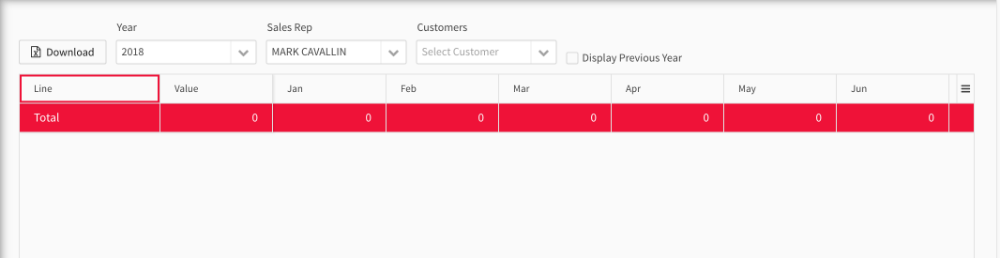 Year Sales Rep Customers
Download 2018 MARK CAVALLIN Select Customer Display Previous Year
Line Value Jan Feb Mar Apr May Jun
Total 0 0 0 0 0 0 0